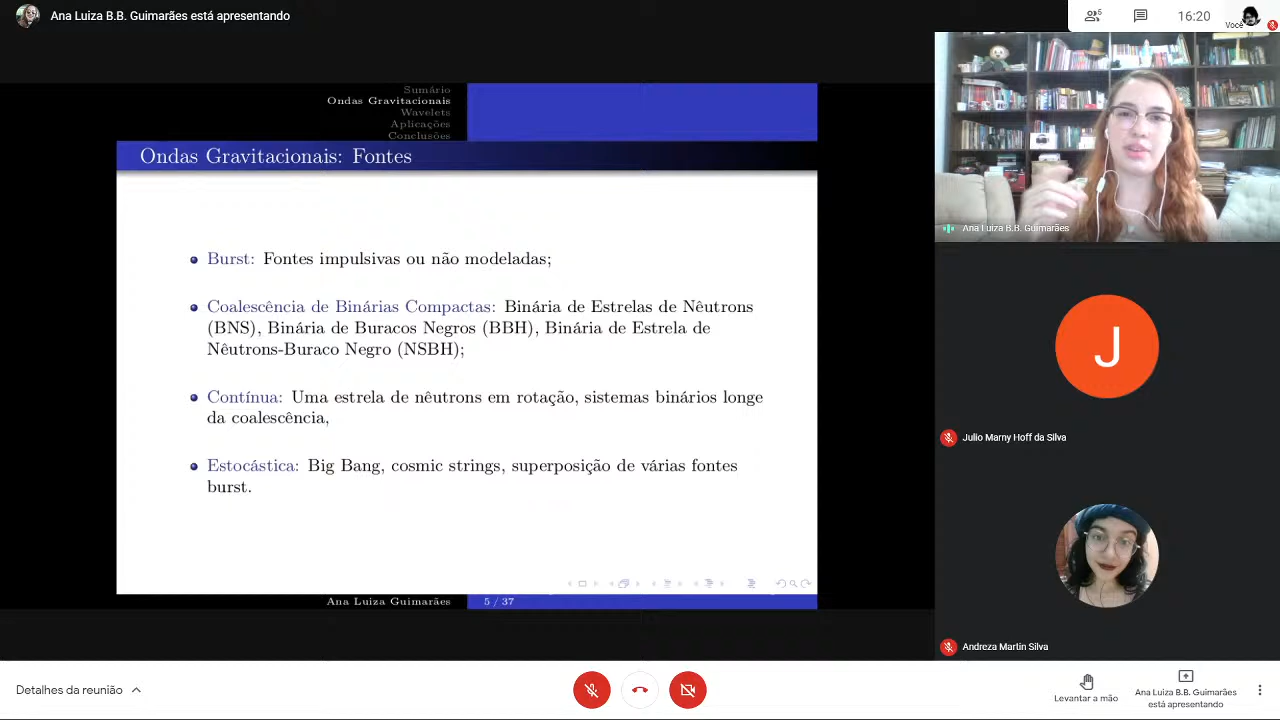 Ana Luiza B.B. Guimarães está apresentando
5
16:20
Você
Sumário
Ondas Gravitacionais
Wavelets
Aplicações
Conclusões
Ondas Gravitacionais: Fontes
Burst: Fontes impulsivas ou não modeladas;
Coalescência de Binárias Compactas: Binária de Estrelas de Nêutrons
(BNS), Binária de Buracos Negros (BBH), Binária de Estrela de
Nêutrons-Buraco Negro (NSBH);
Contínua: Uma estrela de nêutrons em rotação, sistemas binários longe
da coalescência,
Estocástica: Big Bang, cosmic strings, superposição de várias fontes
burst.
Ana Luiza Guimarães
5 / 37
Ana Luiza B.B. Guimarães
J
Julio Marny Hoff da Silva
Andreza Martin Silva
Detalhes da reunião
Levantar a mão
Ana Luiza B.B. Guimarães
está apresentando